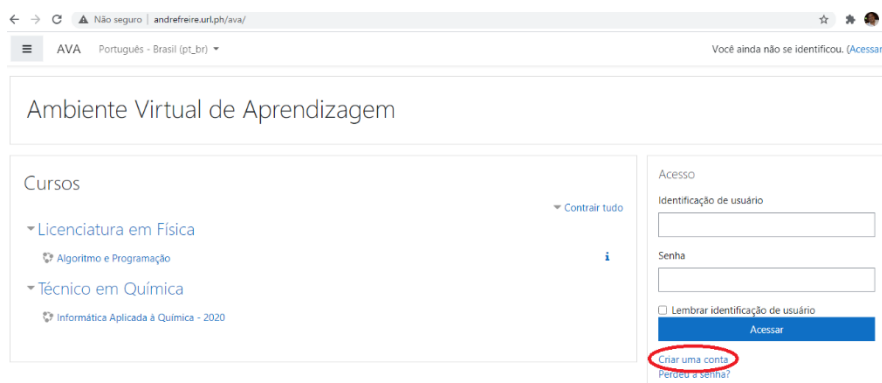 Não seguro | andrefreire.url.ph/ava/
AVA Português - Brasil (pt_br)
Você ainda não se identificou. (Acessar
Ambiente Virtual de Aprendizagem
Cursos
Contrair tudo
Licenciatura em Física
Algoritmo e Programação
Técnico em Química
Informática Aplicada à Química - 2020
Acesso
Identificação de usuário
Senha
Lembrar identificação de usuário
Acessar
Criar uma conta
Perdeu a senha?